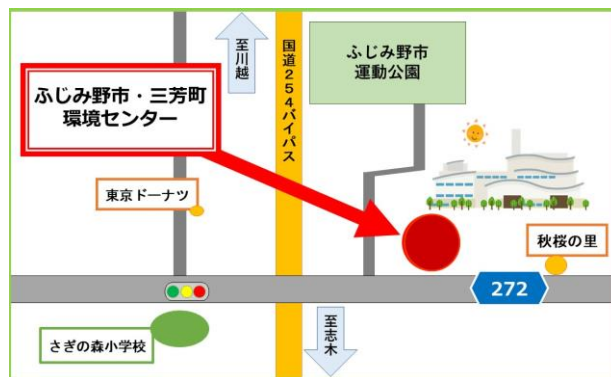 至川越
国道254バイパス
ふじみ野市
運動公園
ふじみ野市・三芳町
環境センター
東京ドーナツ
秋桜の里
272
さぎの森小学校
至志木